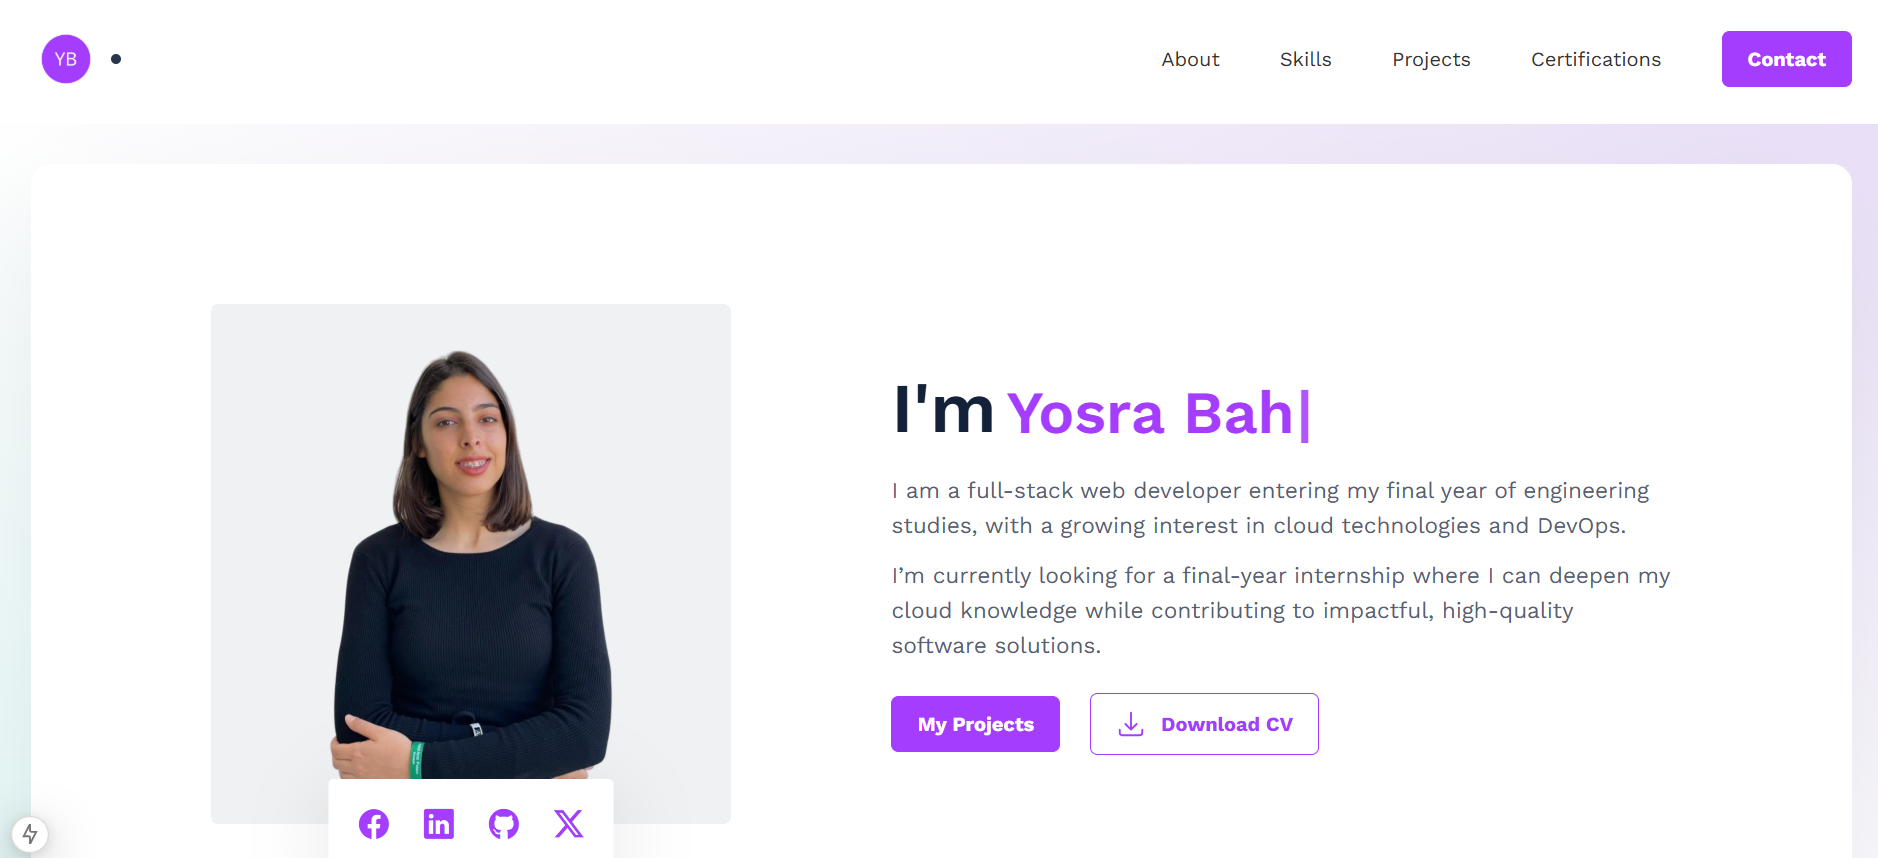 YB
About Skills Projects Certifications Contact
I'm Yosra Bah|
I am a full-stack web developer entering my final year of engineering
studies, with a growing interest in cloud technologies and DevOps.
I’m currently looking for a final-year internship where I can deepen my
cloud knowledge while contributing to impactful, high-quality
software solutions.
My Projects Download CV